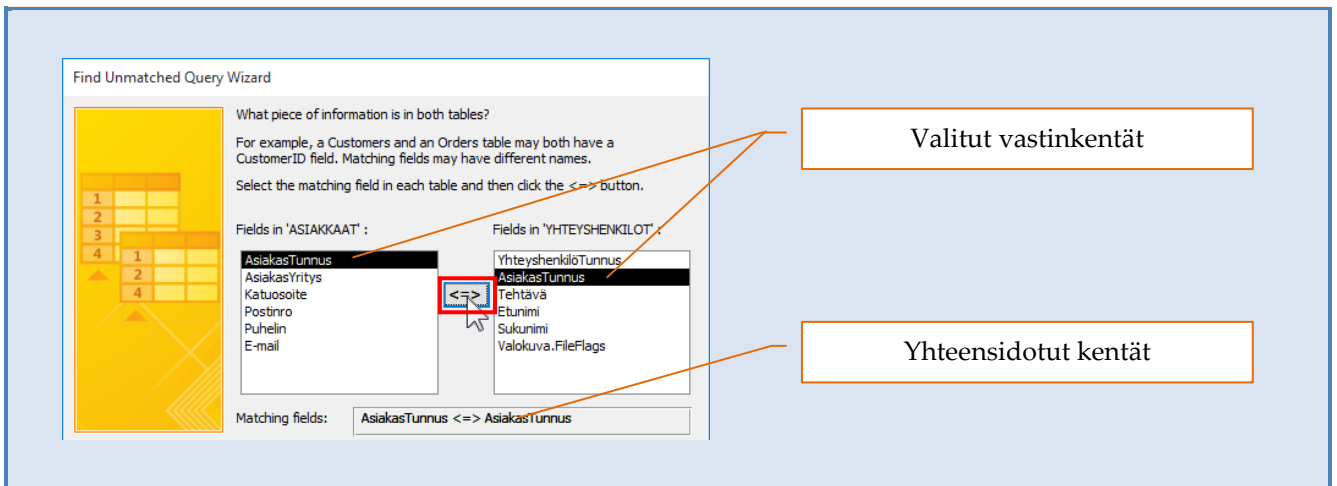 Find Unmatched Query Wizard
What piece of information is in both tables?
For example, a Customers and an Orders table may both have a
CustomerID field. Matching fields may have different names.
Select the matching field in each table and then click the <=> button.
1
2
3
4
1
2
4
Fields in 'ASIAKKAAT' :
AsiakasTunnus
AsiakasYritys
Katuosoite
Postinro
Puhelin
E-mail
<=>
Fields in 'YHTEYSHENKILOT' :
YhteyshenkilöTunnus
AsiakasTunnus
Tehtävä
Etunimi
Sukunimi
Valokuva.FileFlags
Matching fields:
AsiakasTunnus <=> AsiakasTunnus
Valitut vastinkentät
Yhteensidotut kentät